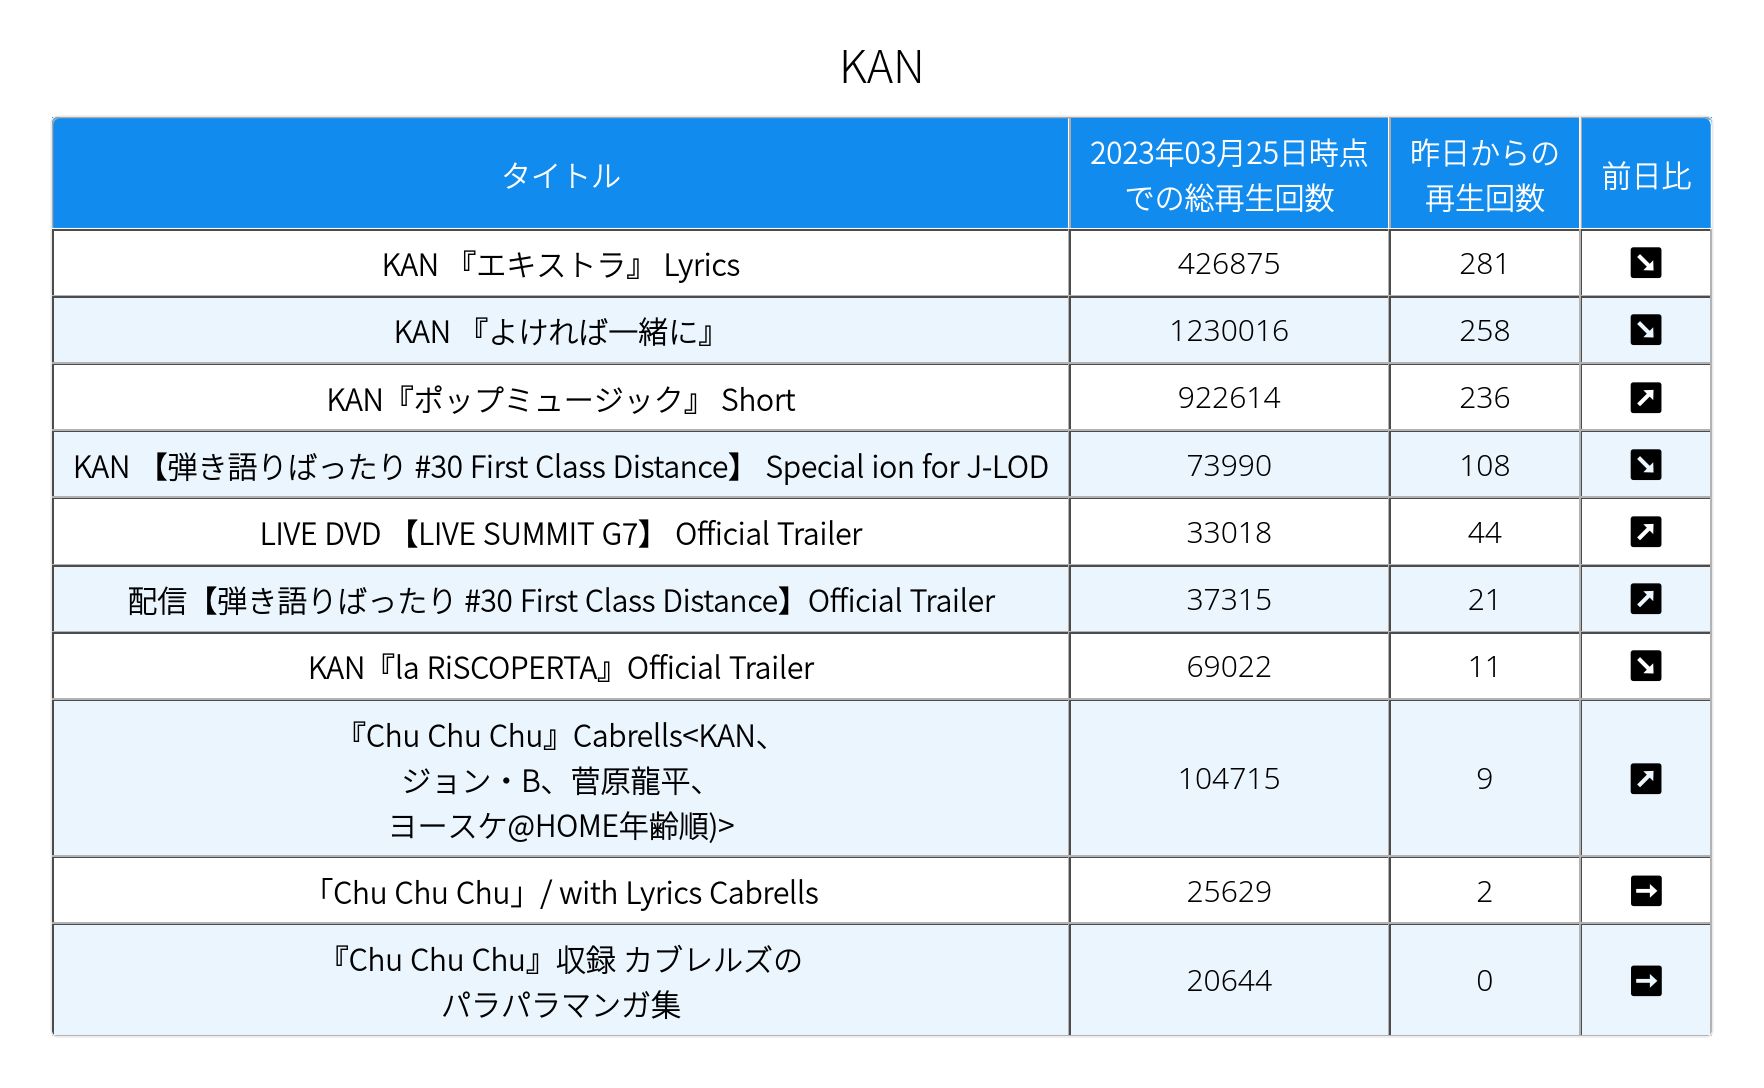 KAN
タイトル
2023年03月25日時点
での総再生回数
昨日からの
再生回数
前日比
KAN 『エキストラ』 Lyrics
426875
281
KAN 『よければ一緒に』
1230016
258
KAN『ポップミュージック』 Short
922614
236
KAN 【弾き語りばったり #30 First Class Distance】 Special ion for J-LOD
73990
108
LIVE DVD 【LIVE SUMMIT G7】 Official Trailer
33018
44
配信【弾き語りばったり #30 First Class Distance】Official Trailer
37315
21
KAN『la RiSCOPERTA』Official Trailer
69022
11
『Chu Chu Chu』Cabrells<KAN、
ジョン・B、菅原龍平、
ヨースケ@HOME年齢順)>
104715
9
「Chu Chu Chu」/ with Lyrics Cabrells
25629
2
『Chu Chu Chu』収録 カブレルズの
パラパラマンガ集
20644
0